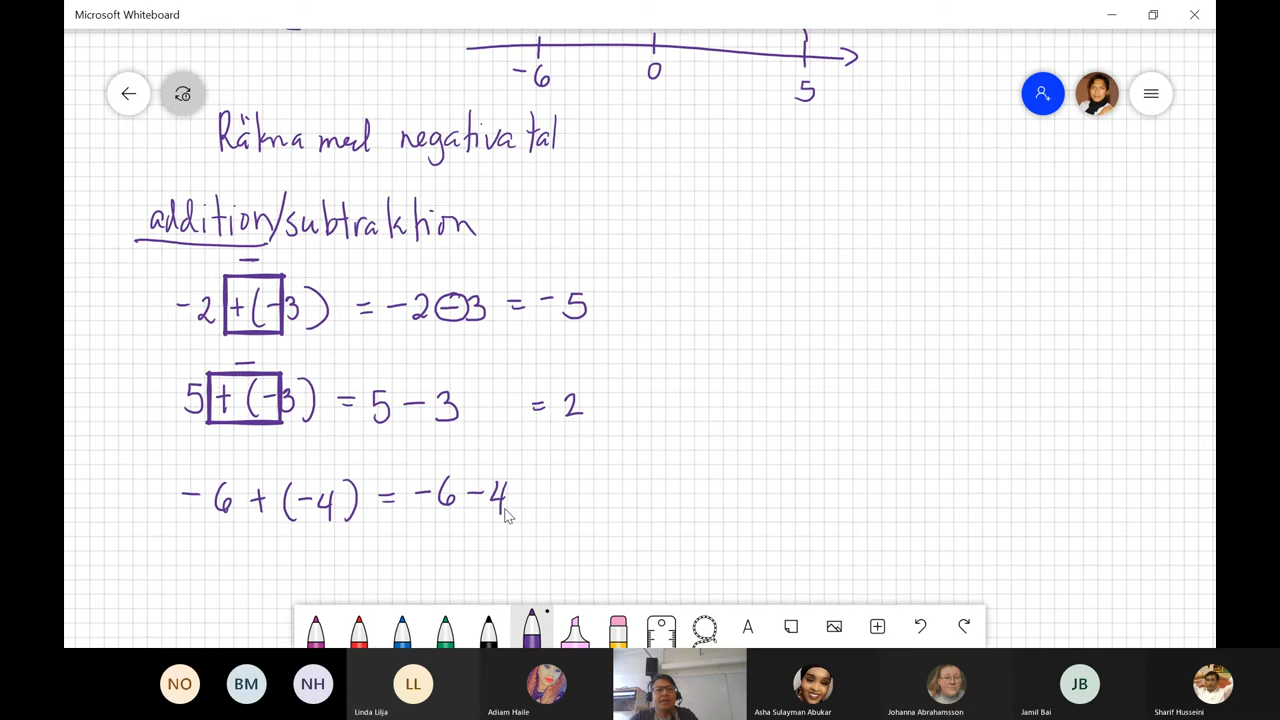 Microsoft Whiteboard
-6 0 5
Räkna med negativa tal
addition/subtraktion
−
-2 +(-3) = -2-3 = -5
−
5 + (-3) = 5 - 3 = 2
-6 + (-4) = -6 -4
A
NO BM NH LL JB
Linda Lilja Adiam Haile Asha Sulayman Abukar Johanna Abrahamsson Jamil Bai Sharif Husseini